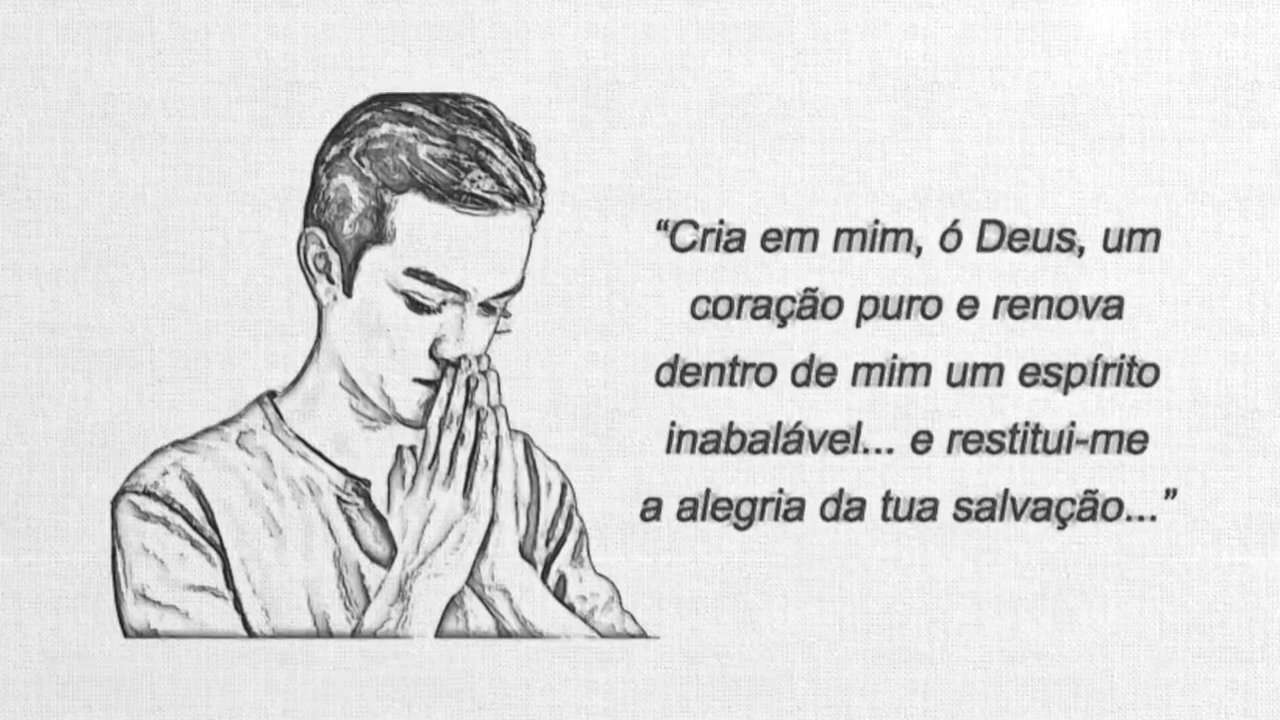 “Cria em mim, ó Deus, um
coração puro e renova
dentro de mim um espírito
inabalável... e restitui-me
a alegria da tua salvação...”